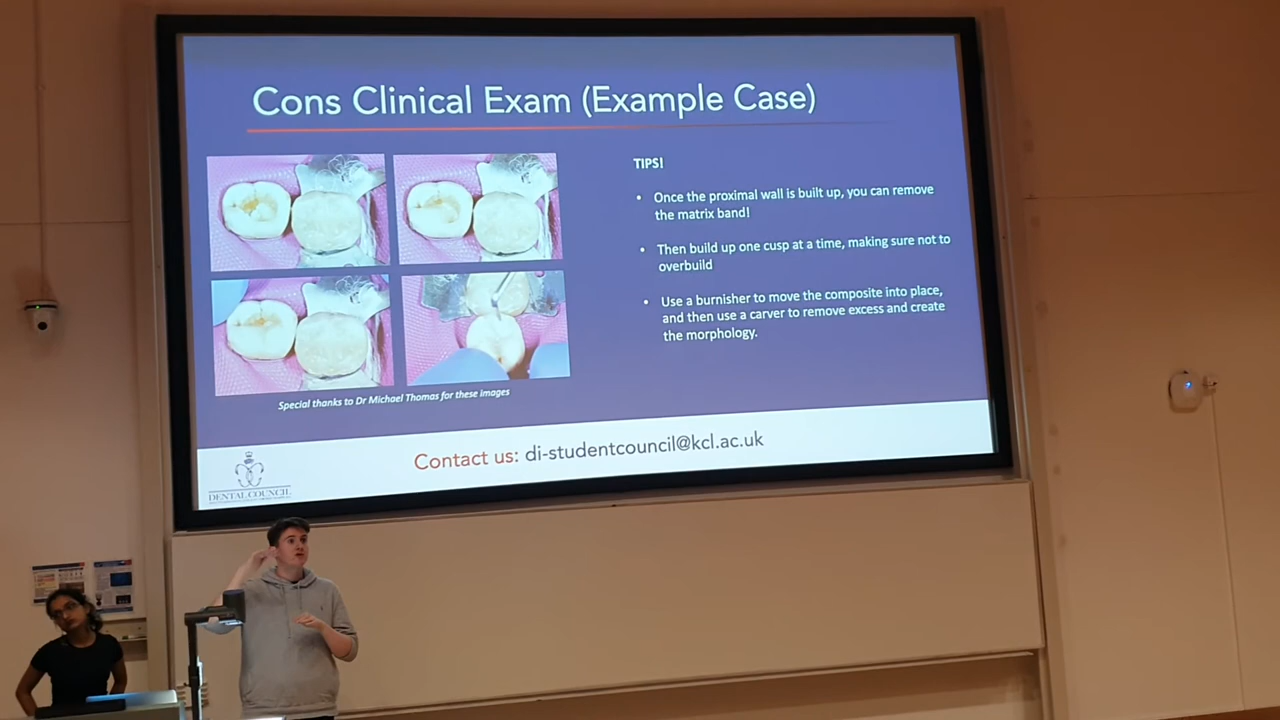 Cons Clinical Exam (Example Case)
TIPS!
• Once the proximal wall is built up, you can remove
the matrix band!
• Then build up one cusp at a time, making sure not to
overbuild
• Use a burnisher to move the composite into place,
and then use a carver to remove excess and create
the morphology.
Special thanks to Dr Michael Thomas for these images
Contact us: di-studentcouncil@kcl.ac.uk
DENTAL COUNCIL